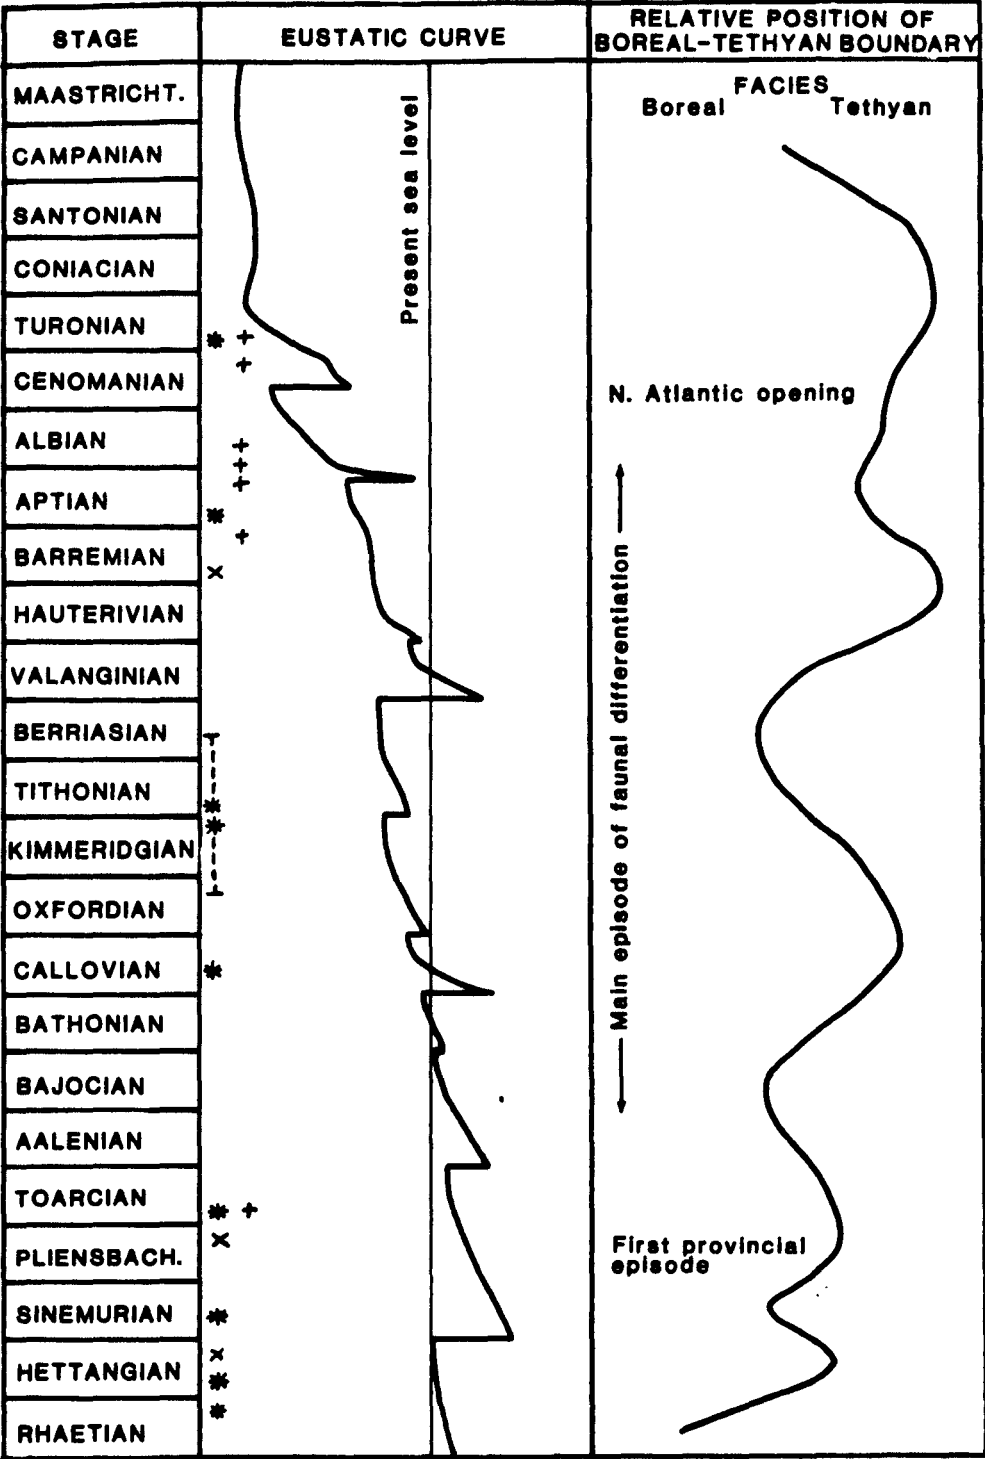 STAGE
EUSTATIC CURVE
RELATIVE POSITION OF
BOREAL-TETHYAN BOUNDARY
FACIES
Boreal Tethyan
Present sea level
MAASTRICHT.
CAMPANIAN
SANTONIAN
CONIACIAN
TURONIAN
CENOMANIAN
ALBIAN
APTIAN
BARREMIAN
HAUTERIVIAN
VALANGINIAN
BERRIASIAN
TITHONIAN
KIMMERIDGIAN
OXFORDIAN
CALLOVIAN
BATHONIAN
BAJOCIAN
AALENIAN
TOARCIAN
PLIENSBACH.
SINEMURIAN
HETTANGIAN
RHAETIAN
N. Atlantic opening
Main episode of faunal differentiation
First provincial
episode